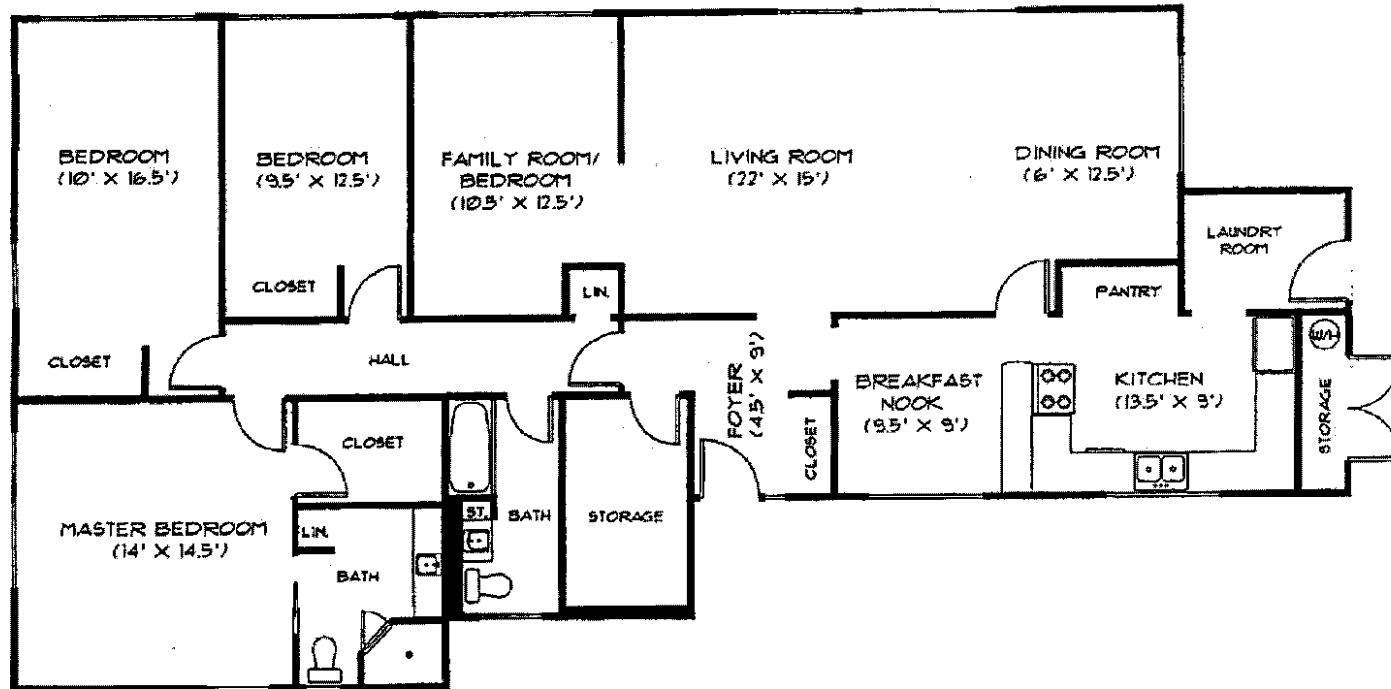 BEDROOM
(10' X 16.5')
BEDROOM
(9.5' X 12.5')
FAMILY ROOM/
BEDROOM
(10.5' X 12.5')
LIVING ROOM
(22' X 15')
DINING ROOM
(6' X 12.5')
LAUNDRY
ROOM
CLOSET
LIN.
PANTRY
W/H
CLOSET
HALL
FOYER
(4.5' X 9')
BREAKFAST
NOOK
(9.5' X 9')
KITCHEN
(13.5' X 9')
STORAGE
CLOSET
CLOSET
MASTER BEDROOM
(14' X 14.5')
LIN.
ST.
BATH
STORAGE
BATH